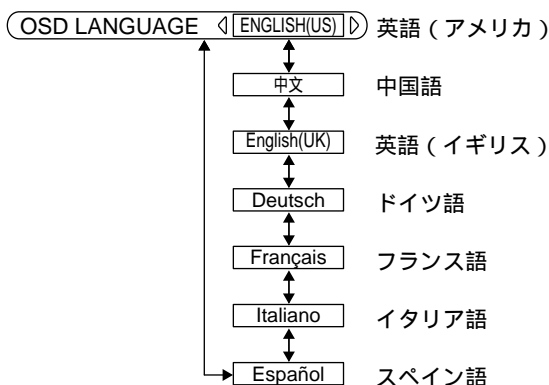 OSD LANGUAGE ENGLISH(US) 英語(アメリカ)
中文 中国語
English(UK) 英語(イギリス)
Deutsch ドイツ語
Français フランス語
Italiano イタリア語
Español スペイン語